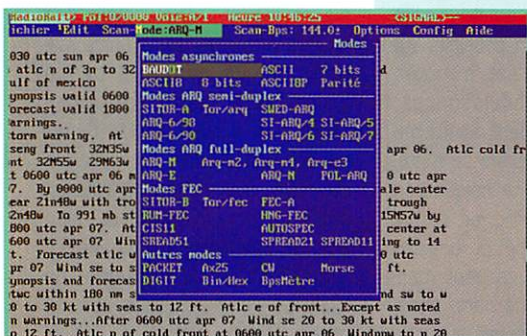 RadioRaft> Pol:0/0000 Voie:A/1 Heure 10:46:25 <SIGNAL>--
ichier Edit Scan- Mode:ARQ-M Scan-Bps: 144.0± Options Config Aide
Modes
030 utc sun apr 06 Modes asynchrones
atlc n of 3n to 32 BAUDOT ASCII 7 bits d
ulf of mexico ASCII8 8 bits ASCII8P Parité
ynopsis valid 0600 Modes ARQ semi-duplex
orecast valid 1800 SITOR-A Tor/arq SWED-ARQ
arnings. ARQ-6/90 SI-ARQ/4 SI-ARQ/5
torm warning. At ARQ-6/98 SI-ARQ/6 SI-ARQ/7
seng front 32N35w Modes ARQ full-duplex apr 06. Atlc cold fr
nt 32N55w 29N63w ARQ-M Arq-m2, Arq-m4, Arq-e3
t 0600 utc apr 06 m ARQ-E ARQ-N POL-ARQ 0 utc apr
7. By 0000 utc apr Modes FEC ale center
ear 21n48w with tro SITOR-B Tor/fec FEC-A trough
2n48w To 991 mb st RUM-FEC HNG-FEC 15N57w by
800 utc apr 07. At CIS11 AUTOSPEC center at
600 utc apr 07 Win SREAD51 SPREAD21 SPREAD11 ing to 14
t. Forecast atlc w Autres modes 0 utc
pr 07 Wind se to s PACKET Ax25 CW Morse ft.
ynopsis and forecas DIGIT Bin/Hex BpsMètre
twc within 180 nm s nd sw to w
0 to 30 kt with seas to 12 ft. Atlc e of front...Except as noted
n warnings...After 0600 utc apr 07 Wind se 20 to 30 kt with seas
o 12 ft. Atlc n of cold front at 0600 utc apr 06 to 20